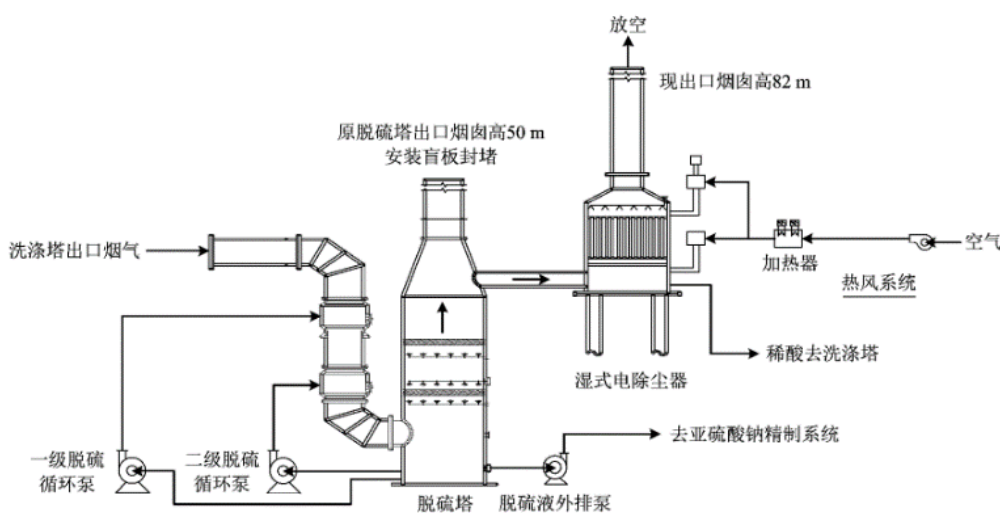 放空
现出口烟囱高82 m
原脱硫塔出口烟囱高50 m
安装盲板封堵
洗涤塔出口烟气
空气
加热器
热风系统
稀酸去洗涤塔
湿式电除尘器
去亚硫酸钠精制系统
一级脱硫
循环泵
二级脱硫
循环泵
脱硫塔
脱硫液外排泵